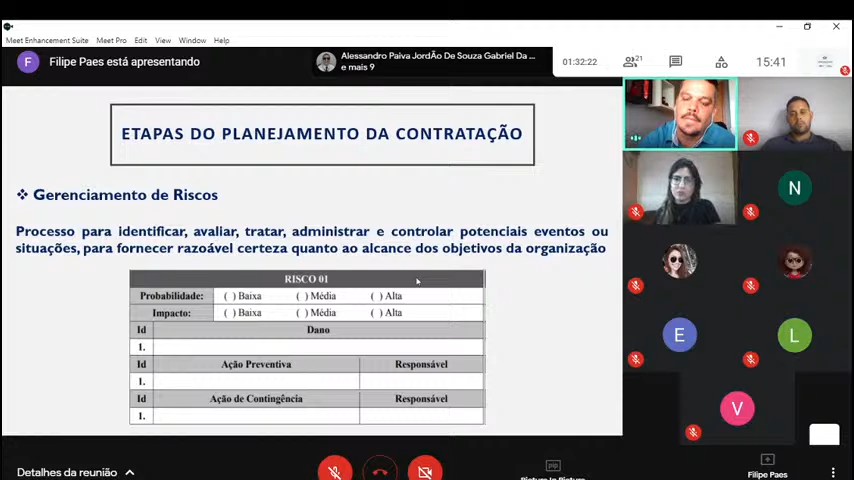 Meet Enhancement Suite Meet Pro Edit View Window Help
F Filipe Paes está apresentando
Alessandro Paiva JordÃo De Souza Gabriel Da ...
e mais 9
01:32:22
21
15:41
ETAPAS DO PLANEJAMENTO DA CONTRATAÇÃO
❖ Gerenciamento de Riscos
Processo para identificar, avaliar, tratar, administrar e controlar potenciais eventos ou
situações, para fornecer razoável certeza quanto ao alcance dos objetivos da organização
RISCO 01
Probabilidade: ( ) Baixa ( ) Média ( ) Alta
Impacto: ( ) Baixa ( ) Média ( ) Alta
Id Dano
1.
Id Ação Preventiva Responsável
1.
Id Ação de Contingência Responsável
1.
N
E
L
V
Detalhes da reunião
pip
Picture In Picture
Filipe Paes